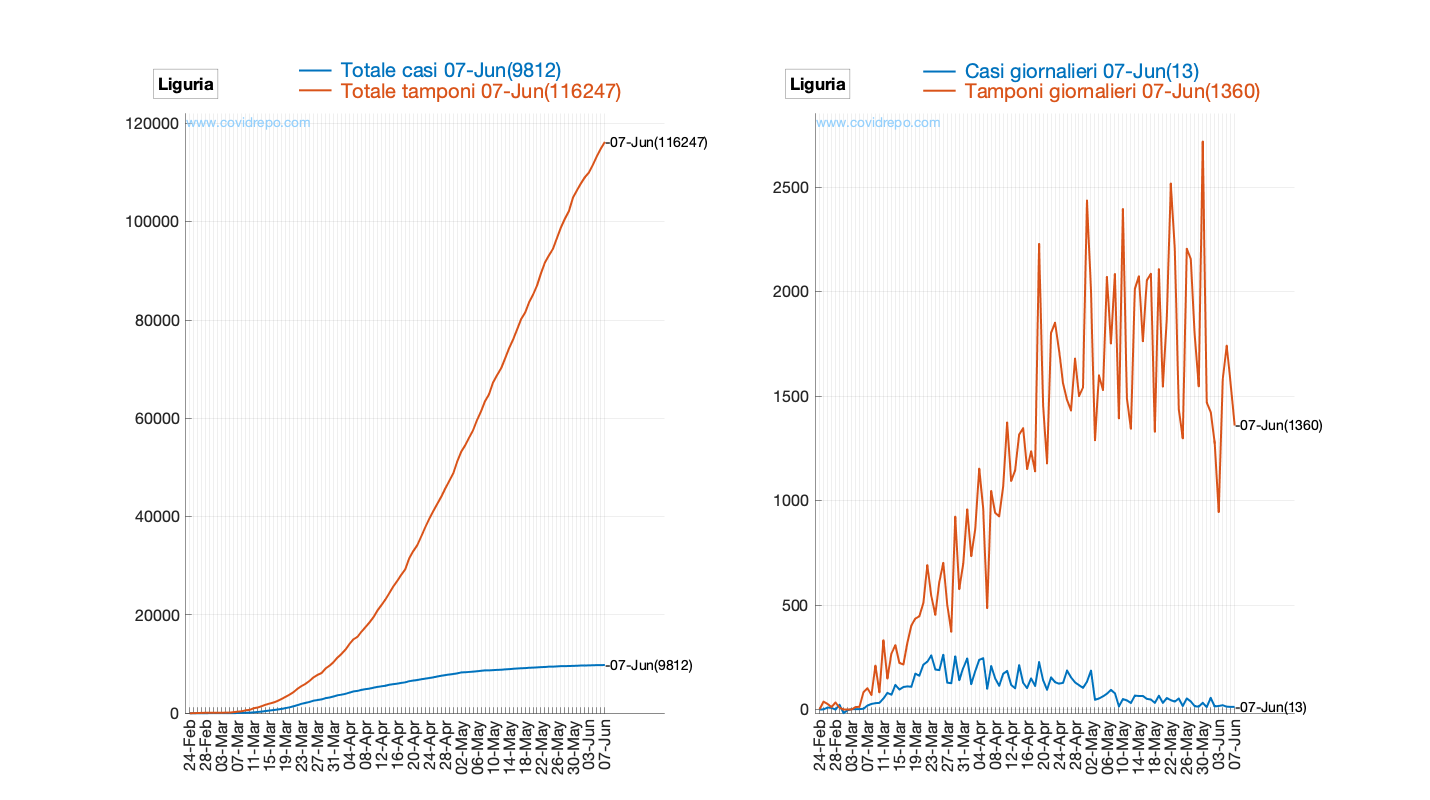 Liguria
Totale casi 07-Jun(9812)
Totale tamponi 07-Jun(116247)
www.covidrepo.com
120000
100000
80000
60000
40000
20000
0
-07-Jun(116247)
-07-Jun(9812)
24-Feb
28-Feb
03-Mar
07-Mar
11-Mar
15-Mar
19-Mar
23-Mar
27-Mar
31-Mar
04-Apr
08-Apr
12-Apr
16-Apr
20-Apr
24-Apr
28-Apr
02-May
06-May
10-May
14-May
18-May
22-May
26-May
30-May
03-Jun
07-Jun
Liguria
Casi giornalieri 07-Jun(13)
Tamponi giornalieri 07-Jun(1360)
www.covidrepo.com
2500
2000
1500
1000
500
0
-07-Jun(1360)
-07-Jun(13)
24-Feb
28-Feb
03-Mar
07-Mar
11-Mar
15-Mar
19-Mar
23-Mar
27-Mar
31-Mar
04-Apr
08-Apr
12-Apr
16-Apr
20-Apr
24-Apr
28-Apr
02-May
06-May
10-May
14-May
18-May
22-May
26-May
30-May
03-Jun
07-Jun